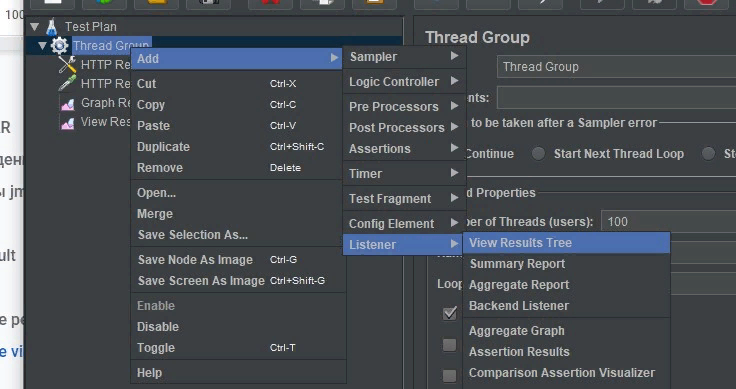 100
Test Plan
Thread Group
HTTP Re
HTTP Re
Graph Re
View Res
Add
Cut Ctrl-X
Copy Ctrl-C
Paste Ctrl-V
Duplicate Ctrl+Shift-C
Remove Delete
Open...
Merge
Save Selection As...
Save Node As Image Ctrl-G
Save Screen As Image Ctrl+Shift-G
Enable
Disable
Toggle Ctrl-T
Help
Sampler
Logic Controller
Pre Processors
Post Processors
Assertions
Timer
Test Fragment
Config Element
Listener
View Results Tree
Summary Report
Aggregate Report
Backend Listener
Aggregate Graph
Assertion Results
Comparison Assertion Visualizer
Thread Group
Thread Group
ents:
to be taken after a Sampler error
Continue Start Next Thread Loop Sto
d Properties
er of Threads (users): 100
Loop
R
ден
ы jm
ult
е ре
e vi